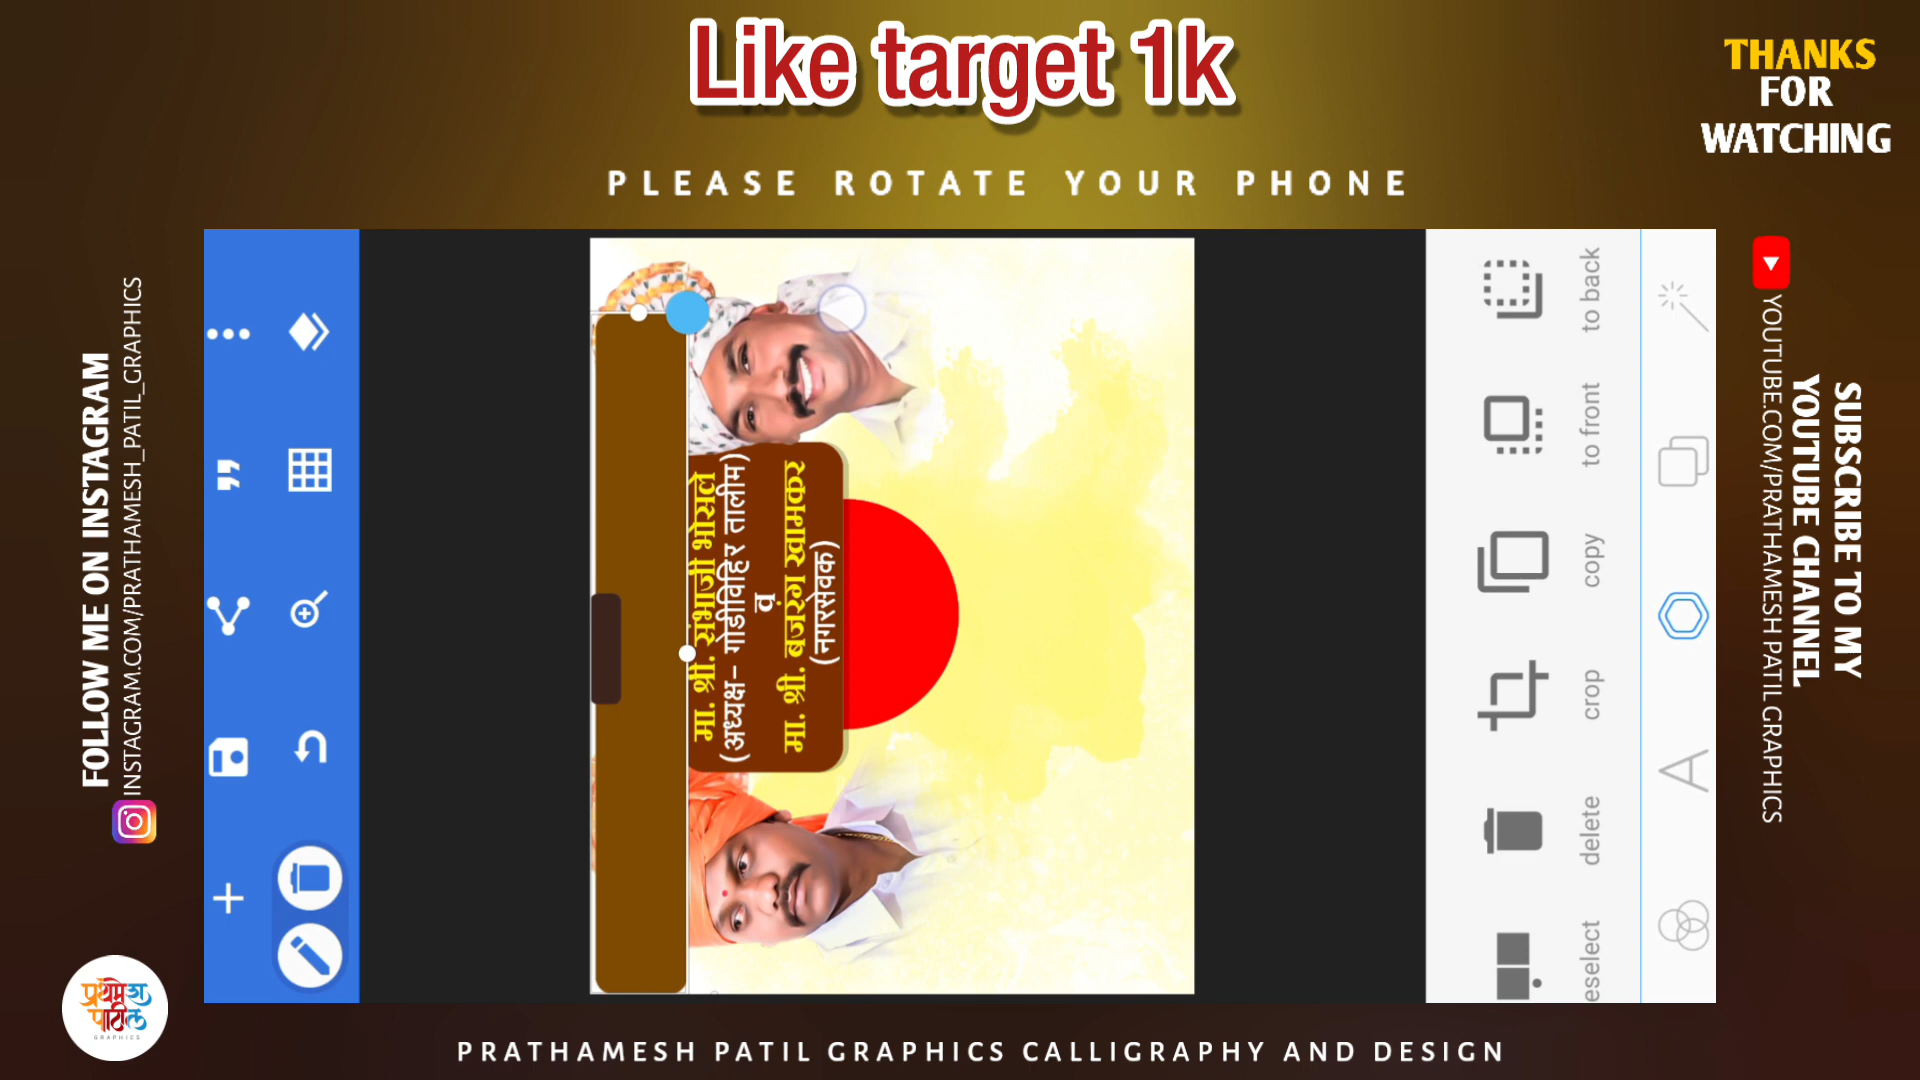 Like target 1k
THANKS
FOR
WATCHING
PLEASE ROTATE YOUR PHONE
FOLLOW ME ON INSTAGRAM
INSTAGRAM.COM/PRATHAMESH_PATIL_GRAPHICS
मा. श्री. संभाजी भोसले
(अध्यक्ष – गोडीविहिर तालीम)
व
मा. श्री. बजरंग खामकर
(नगरसेवक)
to back
to front
copy
crop
delete
eselect
SUBSCRIBE TO MY
YOUTUBE CHANNEL
YOUTUBE.COM/PRATHAMESH PATIL GRAPHICS
प्रथमेश
पाटील
GRAPHICS
PRATHAMESH PATIL GRAPHICS CALLIGRAPHY AND DESIGN